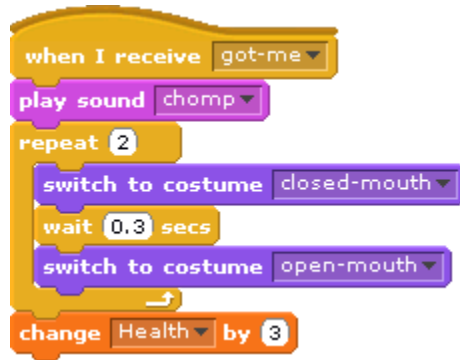 when I receive got-me
play sound chomp
repeat 2
switch to costume closed-mouth
wait 0.3 secs
switch to costume open-mouth
change Health by 3